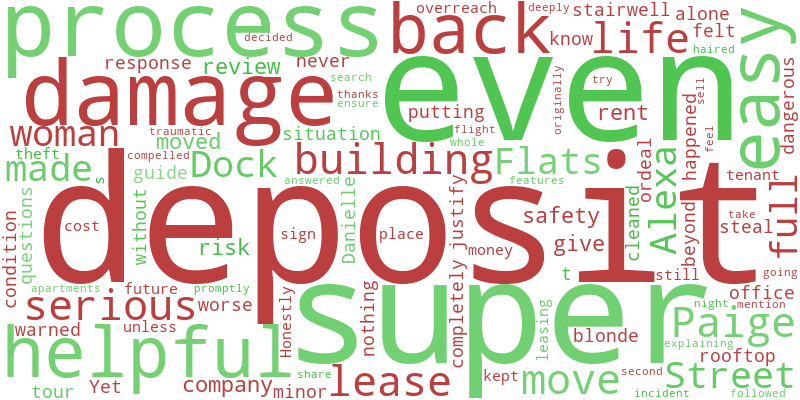 process
decided
back
overreach
deeply
stairwell
alone
know
life
felt
haired
easy
response
never
review
search
thanks
ensure
even
originally
try
sell
feel
dangerous
damage
woman
traumatic
moved
situation
putting
flight
whole
rent
theft
compelled
made
s
guide
Dock
building
answered
Flats
features
ordeal
happened
tenant
take
steal
deposit
condition
questions
cost
without
risk
sign
Danielle
place
completely justify
safety
give
money
t
cleaned
Alexa
beyond
full
still
going
apartments
future
promptly
office
night
mention
serious
worse
Honestly
nothing
super
Paige
warned
unless
leasing
blonde
explaining
rooftop
helpful
share
kept
second
move
Street
tour
Yet
company
minor
lease
incident
followed